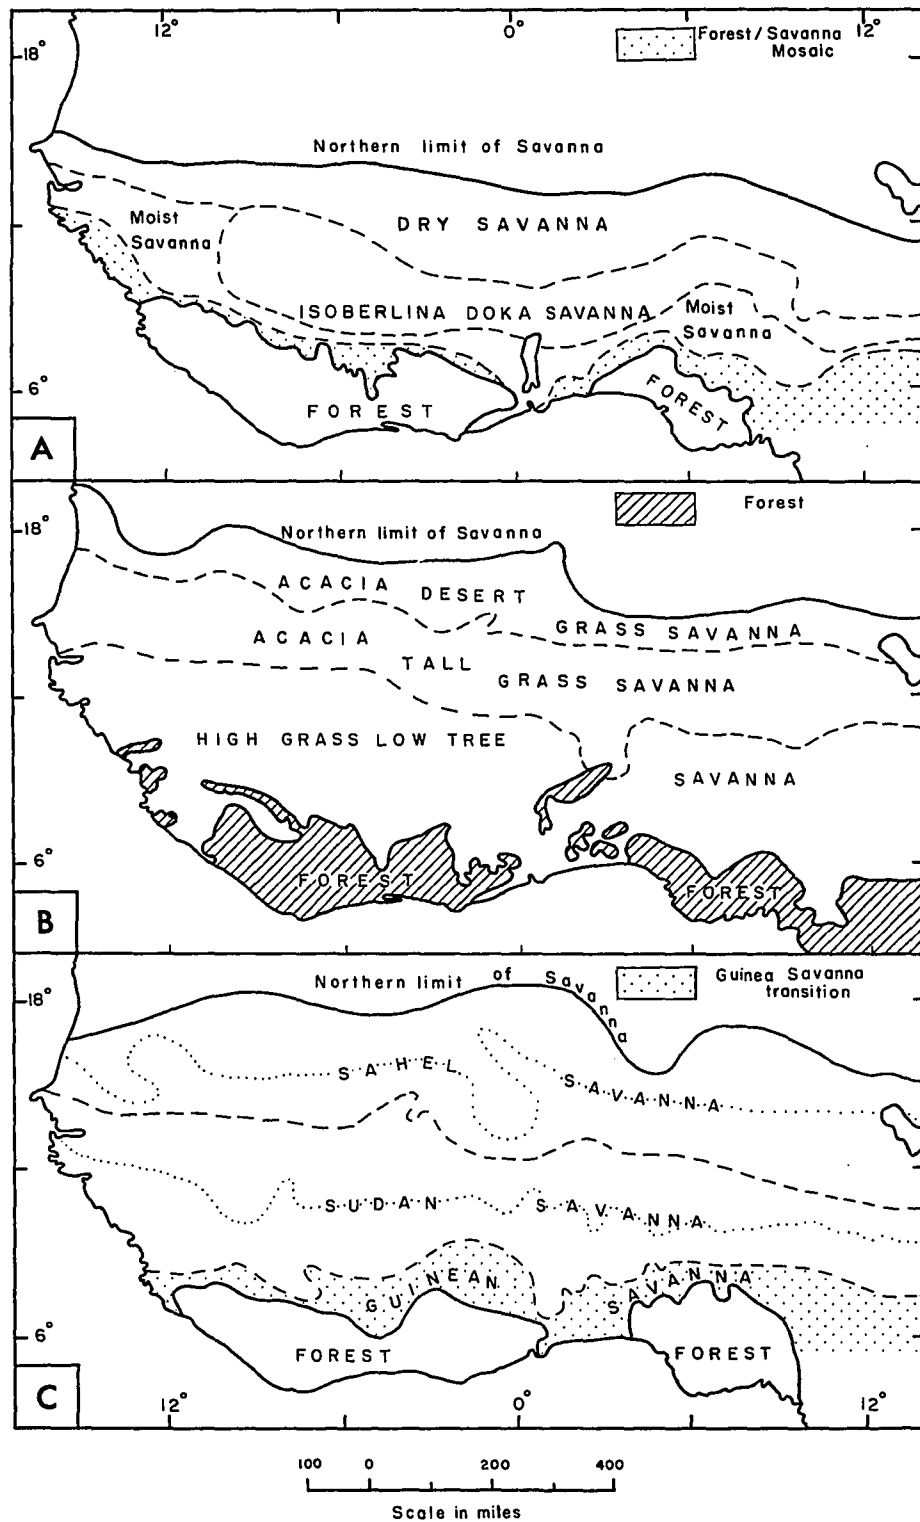 12° 0° 12°
Forest/Savanna
Mosaic
18°
Northern limit of Savanna
DRY SAVANNA
Moist
Savanna
ISOBERLINA DOKA SAVANNA
Moist
Savanna
6°
FOREST
FOREST
A
Forest
18°
Northern limit of Savanna
ACACIA DESERT
GRASS SAVANNA
ACACIA
TALL
GRASS SAVANNA
HIGH GRASS LOW TREE
SAVANNA
6°
FOREST
FOREST
B
Northern limit of Savanna
Guinea Savanna
transition
18°
SAHEL SAVANNA
SUDAN SAVANNA
GUINEAN SAVANNA
6°
FOREST
FOREST
C
12° 0° 12°
100 0 200 400
Scale in miles